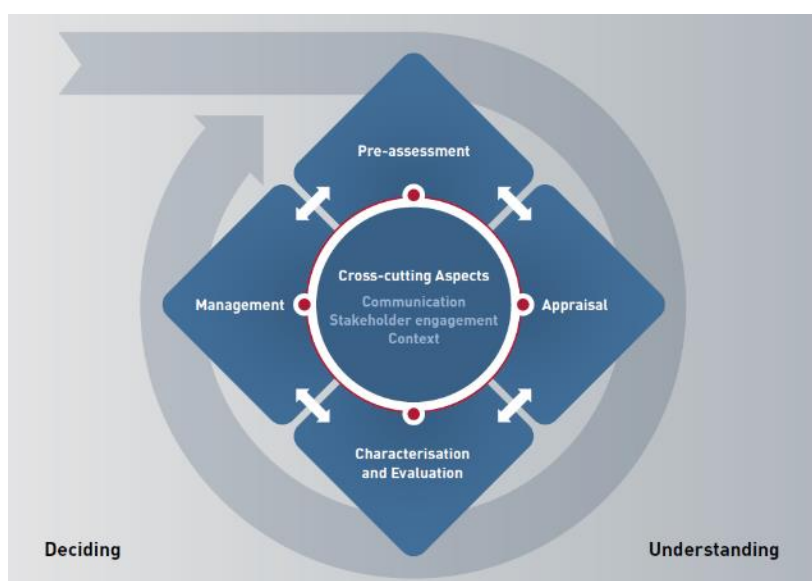 Pre-assessment
Cross-cutting Aspects
Communication
Stakeholder engagement
Context
Management
Appraisal
Characterisation
and Evaluation
Deciding
Understanding